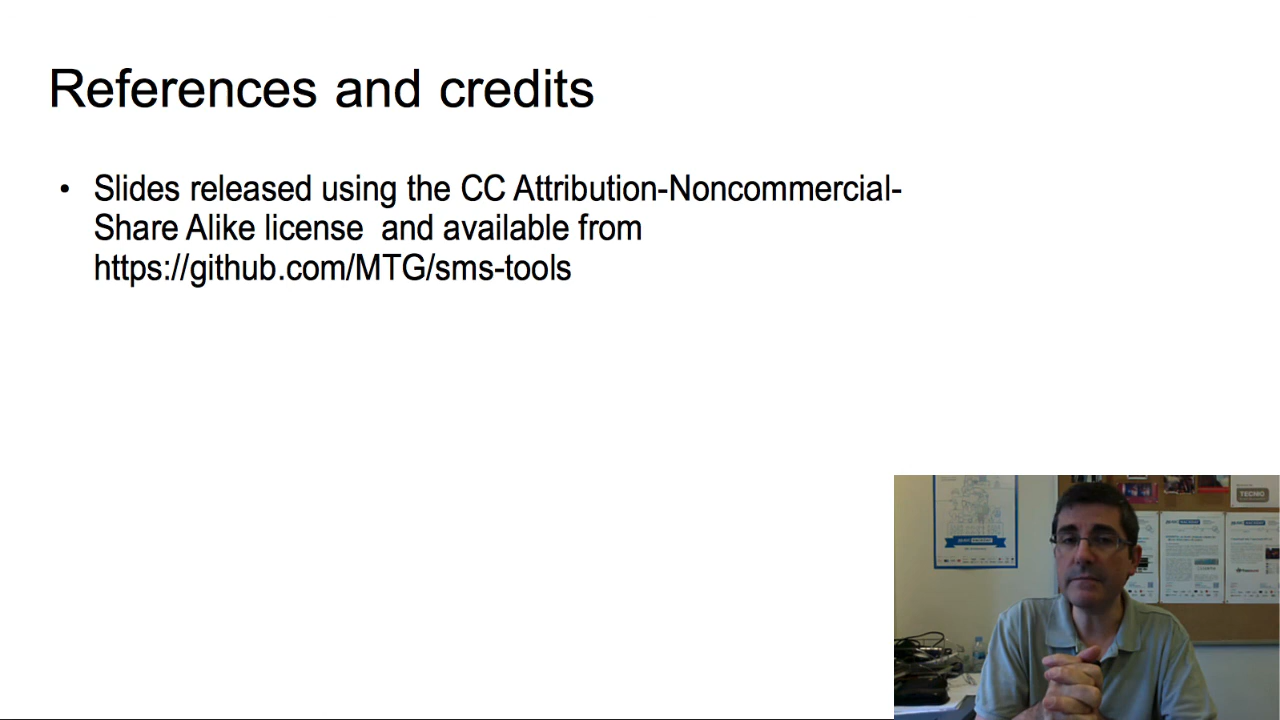 References and credits
• Slides released using the CC Attribution-Noncommercial-
Share Alike license and available from
https://github.com/MTG/sms-tools
TECNIO